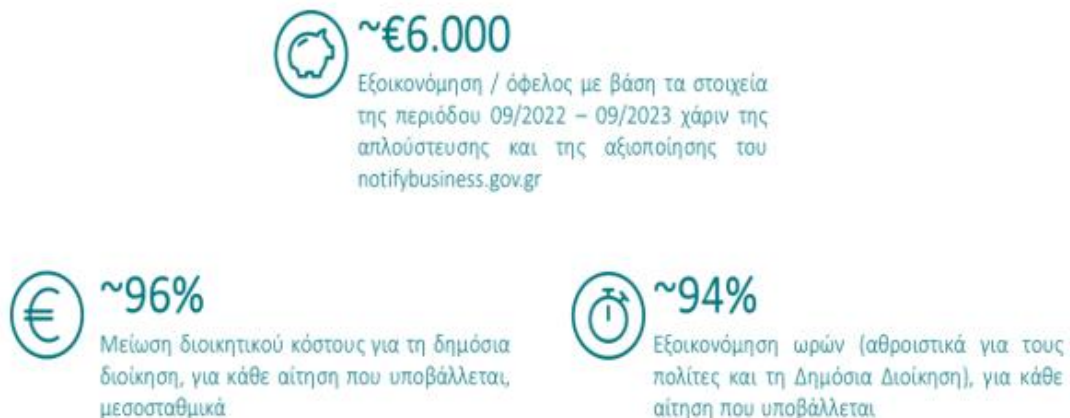 ~€6.000
Εξοικονόμηση / όφελος με βάση τα στοιχεία
της περιόδου 09/2022 – 09/2023 χάριν της
απλούστευσης και της αξιοποίησης του
notifybusiness.gov.gr
~96%
Μείωση διοικητικού κόστους για τη δημόσια
διοίκηση, για κάθε αίτηση που υποβάλλεται,
μεσοσταθμικά
~94%
Εξοικονόμηση ωρών (αθροιστικά για τους
πολίτες και τη Δημόσια Διοίκηση), για κάθε
αίτηση που υποβάλλεται